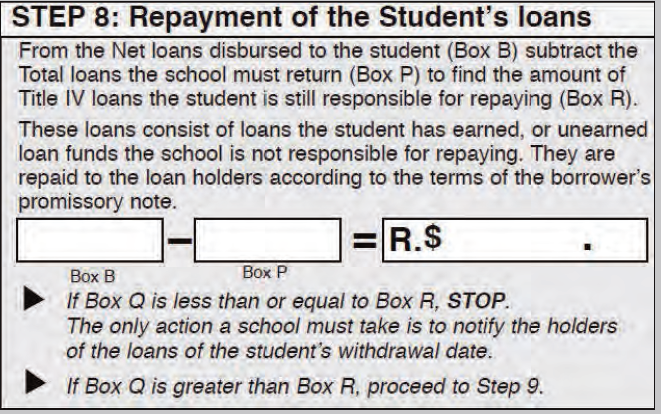 STEP 8: Repayment of the Student's loans
From the Net loans disbursed to the student (Box B) subtract the
Total loans the school must return (Box P) to find the amount of
Title IV loans the student is still responsible for repaying (Box R).
These loans consist of loans the student has earned, or unearned
loan funds the school is not responsible for repaying. They are
repaid to the loan holders according to the terms of the borrower's
promissory note.
– = R.$ .
Box B Box P
▶ If Box Q is less than or equal to Box R, STOP.
The only action a school must take is to notify the holders
of the loans of the student's withdrawal date.
▶ If Box Q is greater than Box R, proceed to Step 9.